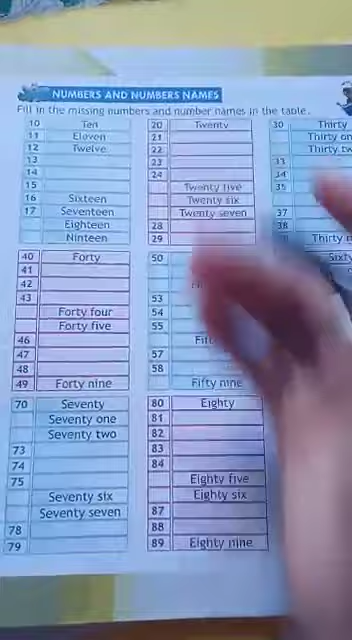 NUMBERS AND NUMBERS NAMES
Fill in the missing numbers and number names in the table.
10 Ten
11 Eleven
12 Twelve
13
14
15
16 Sixteen
17 Seventeen
Eighteen
Ninteen
20 Twenty
21
22
23
24
Twenty five
Twenty six
Twenty seven
28
29
30 Thirty
Thirty
Thirty
33
34
35
37
38
Thirty
40 Forty
41
42
43
Forty four
Forty five
46
47
48
49 Forty nine
50
53
54
55
57
58
Fifty nine
Sixty
70 Seventy
Seventy one
Seventy two
73
74
75
Seventy six
Seventy seven
78
79
80 Eighty
81
82
83
84
Eighty five
Eighty six
87
88
89 Eighty nine